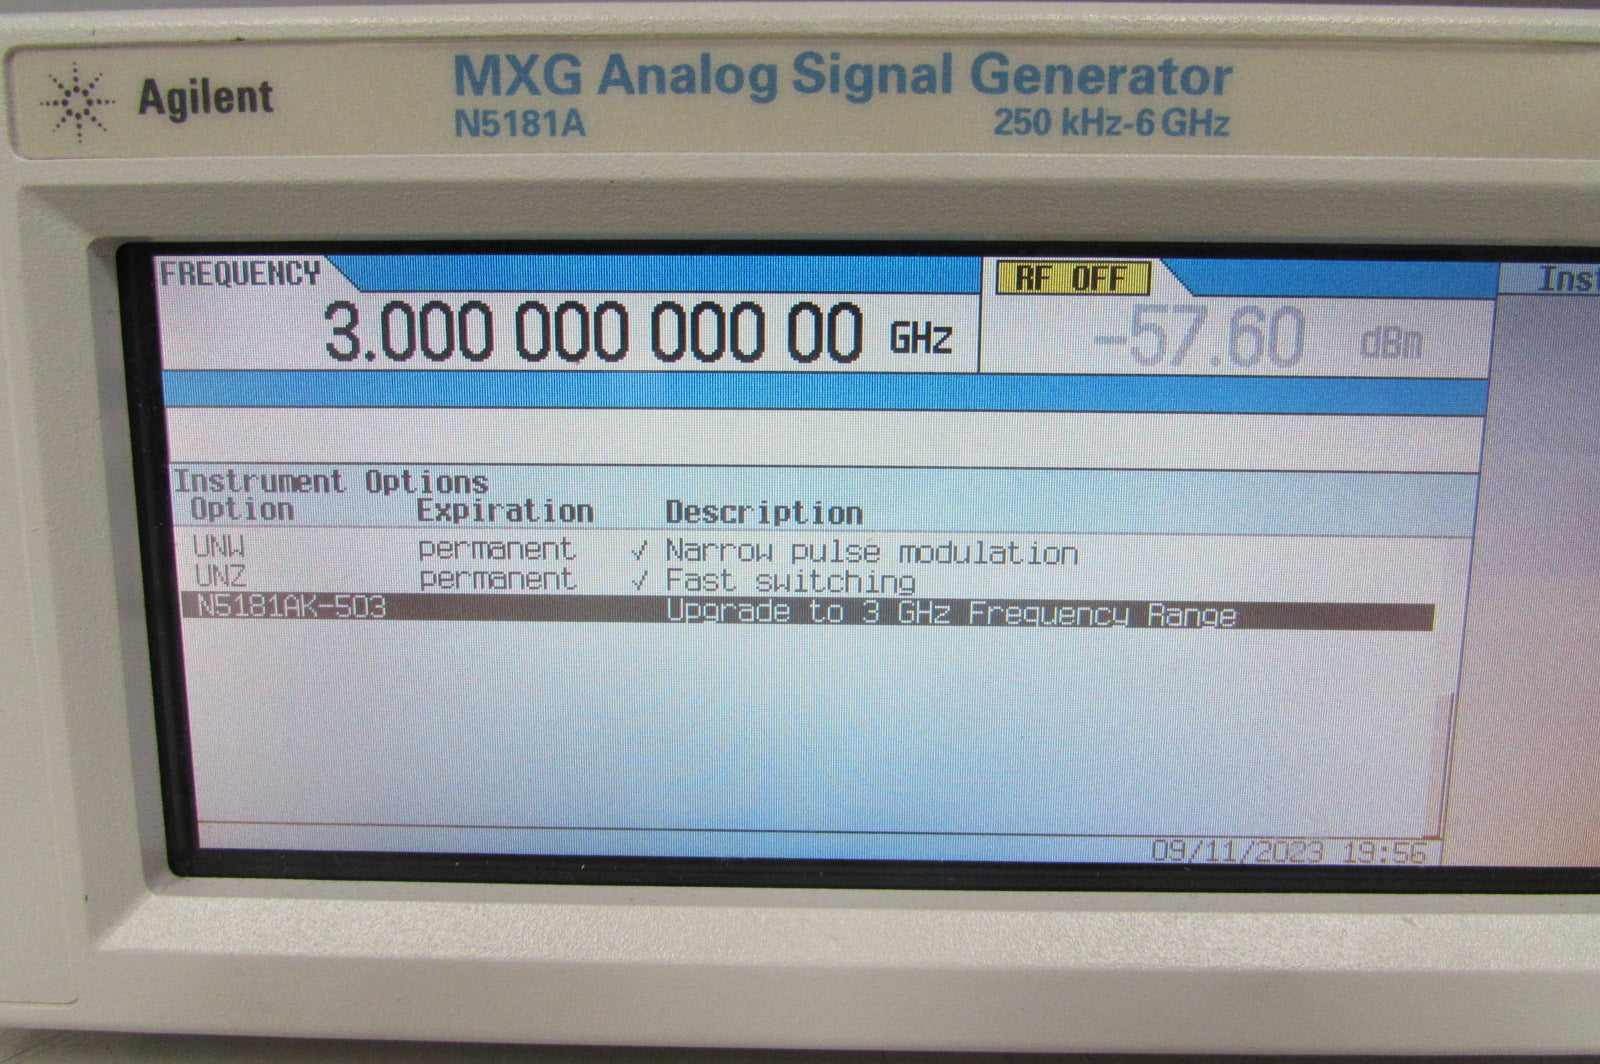 Agilent
MXG Analog Signal Generator
N5181A 250 kHz-6 GHz
FREQUENCY
3.000 000 000 00 GHz
RF OFF
-57.60 dBm
Instrument Options
Option Expiration Description
UNW permanent ✓ Narrow pulse modulation
UNZ permanent ✓ Fast switching
N5181AK-503 Upgrade to 3 GHz Frequency Range
09/11/2023 19:56